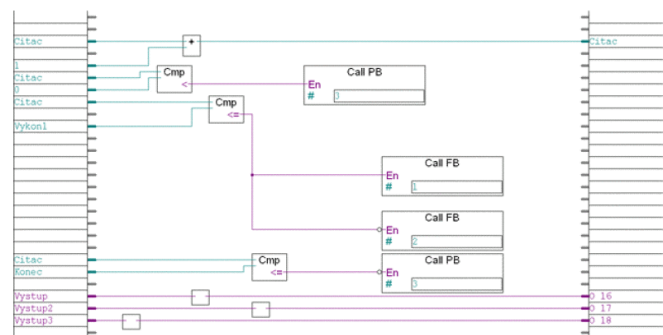 Citac
+
Citac
1
Citac
Cmp
<
Call PB
En
# 3
0
Citac
Cmp
<=
Vykon1
Call FB
En
# 1
Call FB
En
# 2
Citac
Cmp
<=
Call PB
Konec
En
# 3
Vystup
O 16
Vystup2
O 17
Vystup3
O 18